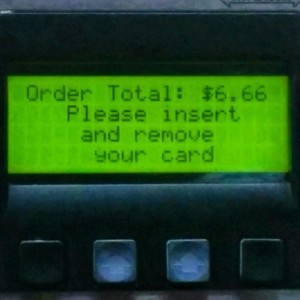 Order Total: $6.66
Please insert
and remove
your card